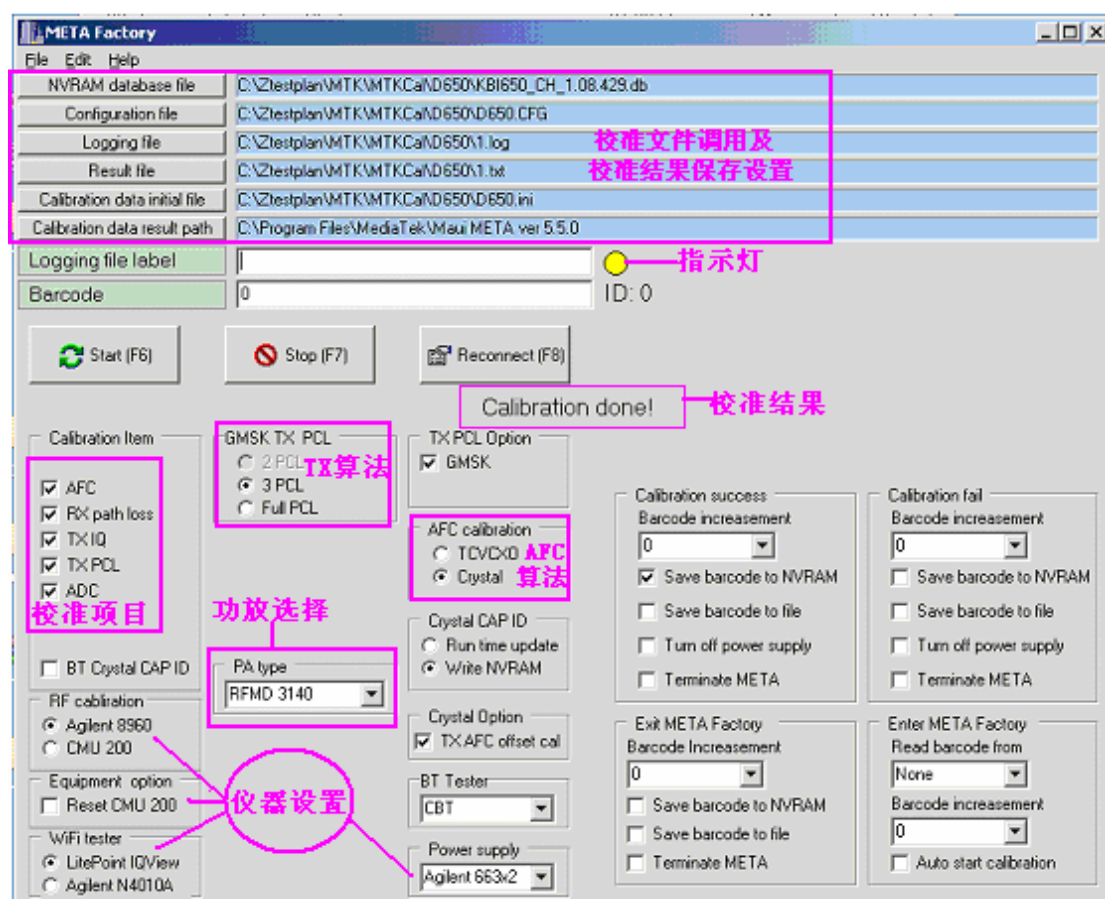 META Factory
File Edit Help
NVRAM database file C:\Ztestplan\MTK\MTKCal\D650\KBI650_CH_1.08.429.db
Configuration file C:\Ztestplan\MTK\MTKCal\D650\D650.CFG
Logging file C:\Ztestplan\MTK\MTKCal\D650\1.log 校准文件调用及
Result file C:\Ztestplan\MTK\MTKCal\D650\1.txt 校准结果保存设置
Calibration data initial file C:\Ztestplan\MTK\MTKCal\D650\D650.ini
Calibration data result path C:\Program Files\MediaTek\Maui META ver 5.5.0
Logging file label 指示灯
Barcode 0 ID: 0
Start (F6) Stop (F7) Reconnect (F8)
Calibration done! 校准结果
Calibration Item
AFC
RX path loss
TX IQ
TX PCL
ADC
校准项目
BT Crystal CAP ID
GMSK TX PCL
2 PCL TX算法
3 PCL
Full PCL
TX PCL Option
GMSK
AFC calibration
TCVCXO AFC
Crystal 算法
功放选择
PA type
RFMD 3140
Crystal CAP ID
Run time update
Write NVRAM
Crystal Option
TX AFC offset cal
RF cabliration
Agilent 8960
CMU 200
Equipment option
Reset CMU 200
仪器设置
WiFi tester
LitePoint IQView
Agilent N4010A
BT Tester
CBT
Power supply
Agilent 663x2
Calibration success
Barcode increasement
0
Save barcode to NVRAM
Save barcode to file
Turn off power supply
Terminate META
Calibration fail
Barcode increasement
0
Save barcode to NVRAM
Save barcode to file
Turn off power supply
Terminate META
Exit META Factory
Barcode Increasement
0
Save barcode to NVRAM
Save barcode to file
Terminate META
Enter META Factory
Read barcode from
None
Barcode increasement
0
Auto start calibration